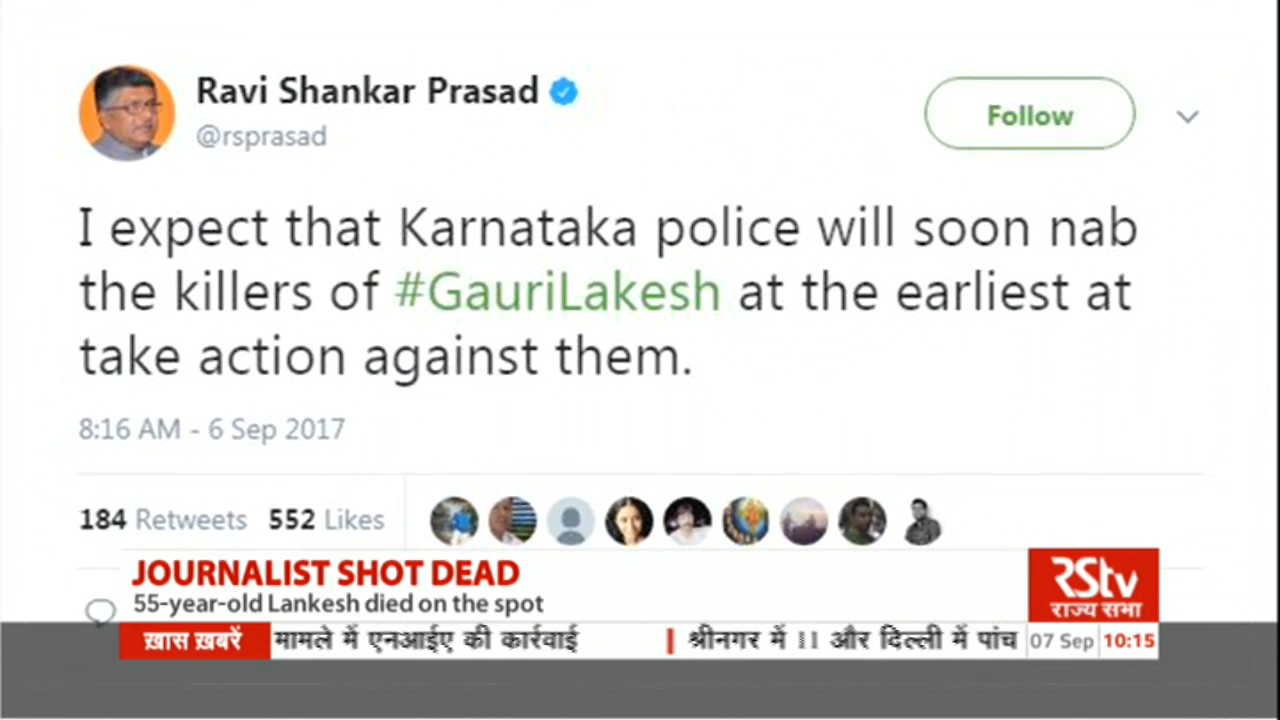 Ravi Shankar Prasad
@rsprasad
Follow
I expect that Karnataka police will soon nab
the killers of #GauriLakesh at the earliest at
take action against them.
8:16 AM - 6 Sep 2017
184 Retweets 552 Likes
JOURNALIST SHOT DEAD
55-year-old Lankesh died on the spot
RStv
राज्य सभा
ख़ास ख़बरें मामले में एनआईए की कार्रवाई | श्रीनगर में 11 और दिल्ली में पांच 07 Sep 10:15